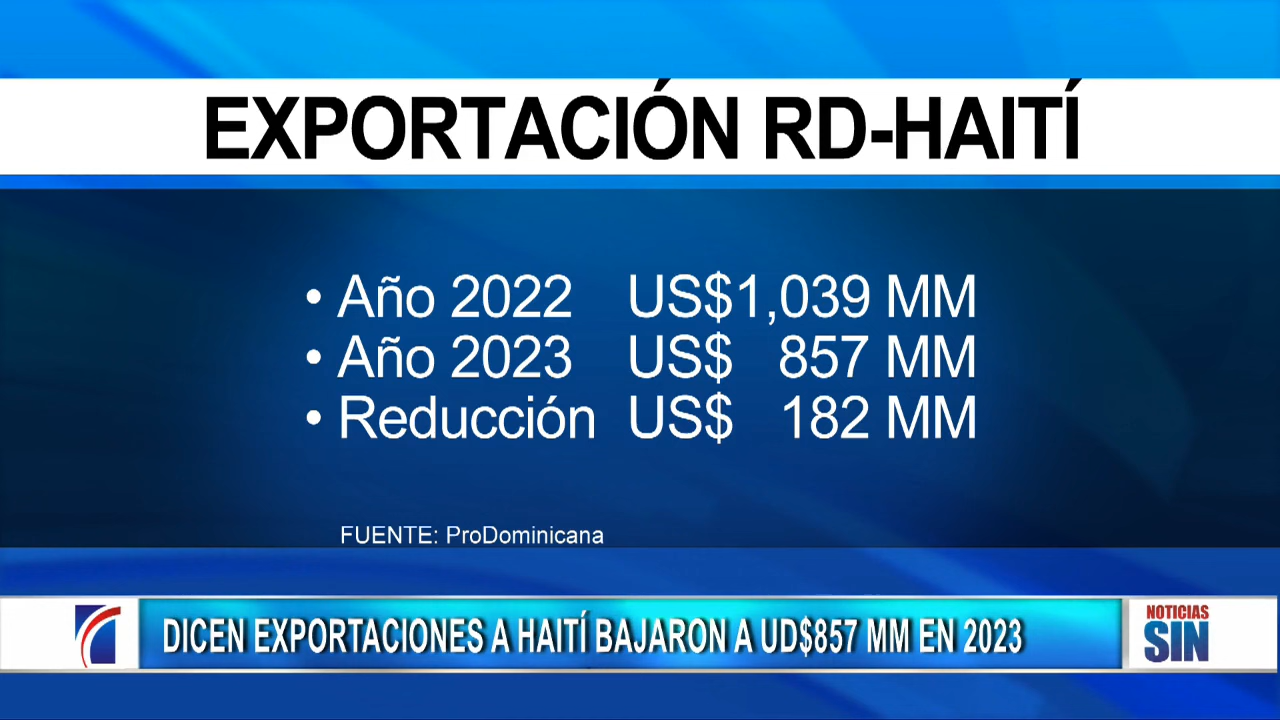 EXPORTACIÓN RD-HAITÍ
• Año 2022 US$1,039 MM
• Año 2023 US$ 857 MM
• Reducción US$ 182 MM
FUENTE: ProDominicana
DICEN EXPORTACIONES A HAITÍ BAJARON A UD$857 MM EN 2023
NOTICIAS
SIN